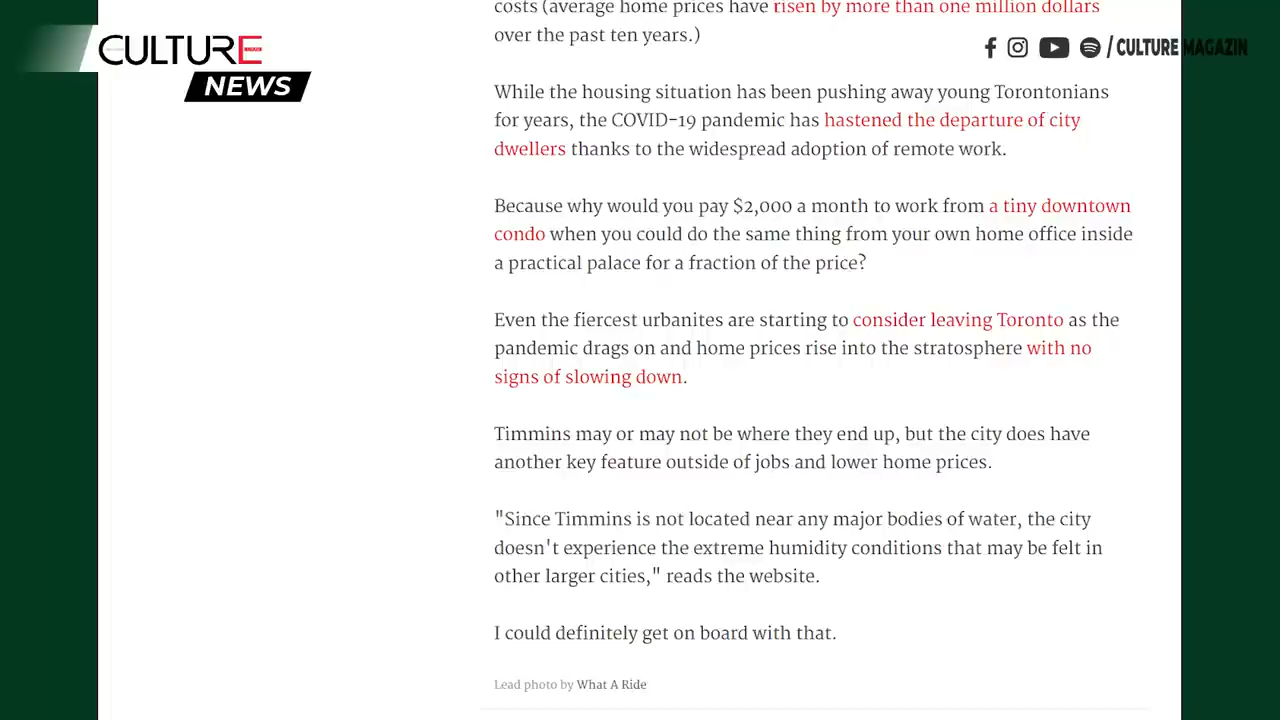 costs (average home prices have risen by more than one million dollars
over the past ten years.)
CULTURE
NEWS
/ CULTURE MAGAZIN
While the housing situation has been pushing away young Torontonians
for years, the COVID-19 pandemic has hastened the departure of city
dwellers thanks to the widespread adoption of remote work.
Because why would you pay $2,000 a month to work from a tiny downtown
condo when you could do the same thing from your own home office inside
a practical palace for a fraction of the price?
Even the fiercest urbanites are starting to consider leaving Toronto as the
pandemic drags on and home prices rise into the stratosphere with no
signs of slowing down.
Timmins may or may not be where they end up, but the city does have
another key feature outside of jobs and lower home prices.
"Since Timmins is not located near any major bodies of water, the city
doesn't experience the extreme humidity conditions that may be felt in
other larger cities," reads the website.
I could definitely get on board with that.
Lead photo by What A Ride